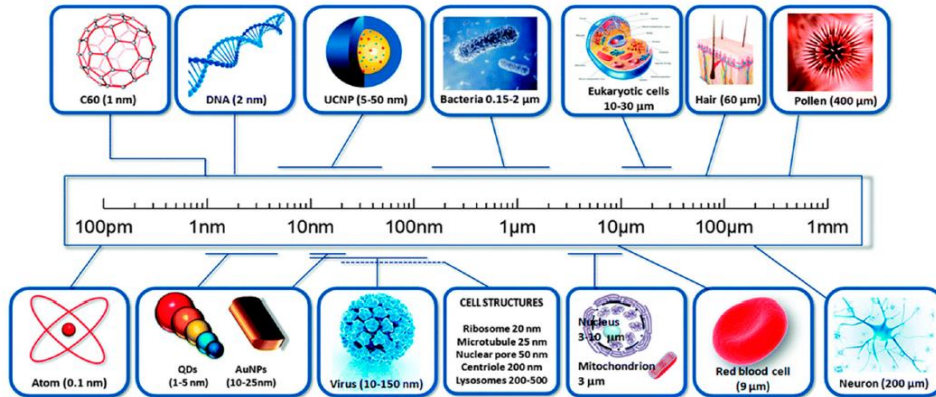 C60 (1 nm)
DNA (2 nm)
UCNP (5-50 nm)
Bacteria 0.15-2 µm
Eukaryotic cells
10-30 µm
Hair (60 µm)
Pollen (400 µm)
100pm
1nm
10nm
100nm
1µm
10µm
100µm
1mm
Atom (0.1 nm)
QDs
(1-5 nm)
AuNPs
(10-25nm)
Virus (10-150 nm)
CELL STRUCTURES
Ribosome 20 nm
Microtubule 25 nm
Nuclear pore 50 nm
Centriole 200 nm
Lysosomes 200-500
Nucleus
3-10 µm
Mitochondrion
3 µm
Red blood cell
(9 µm)
Neuron (200 µm)